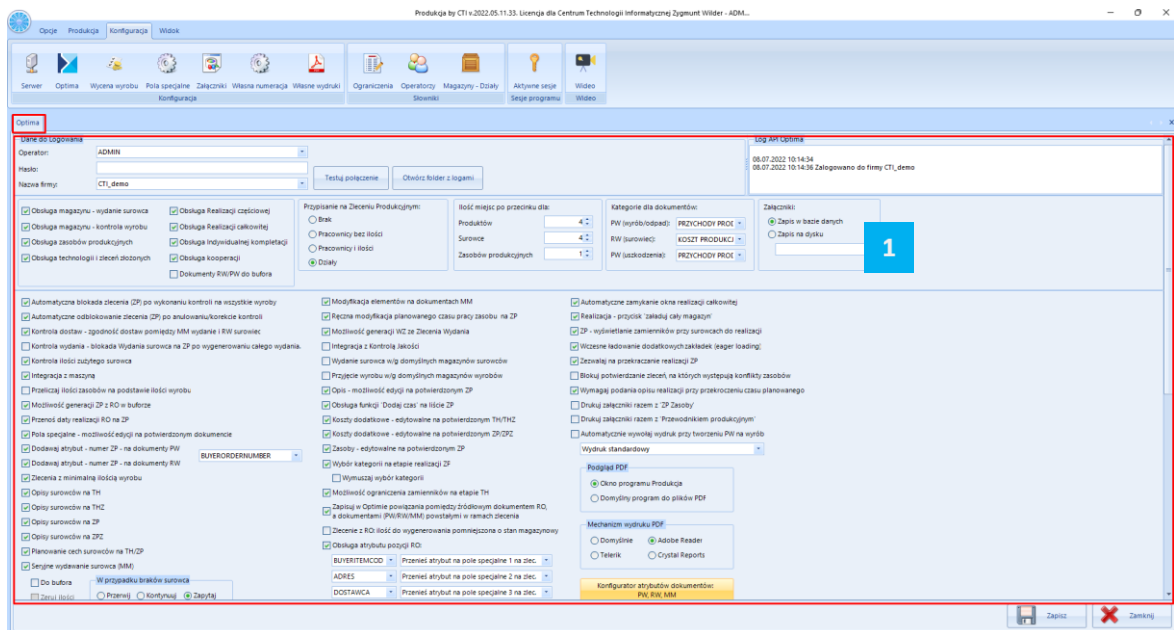 Produkcja by CTI v.2022.05.11.33. Licencja dla Centrum Technologii Informatycznej Zygmunt Wilder - ADM...
Opcje Produkcja Konfiguracja Widok
Serwer Optima Wycena wyrobu Pola specjalne Załączniki Własna numeracja Własne wydruki Ograniczenia Operatorzy Magazyny - Działy Aktywne sesje Wideo
Konfiguracja Słowniki Sesje programu Wideo
Optima
Dane do Logowania
Operator: ADMIN
Hasło:
Nazwa firmy: CTI_demo
Testuj połączenie Otwórz folder z logami
Log API Optima
08.07.2022 10:14:34
08.07.2022 10:14:36 Zalogowano do firmy CTI_demo
Obsługa magazynu - wydanie surowca
Obsługa magazynu - kontrola wyrobu
Obsługa zasobów produkcyjnych
Obsługa technologii i zleceń złożonych
Obsługa Realizacji częściowej
Obsługa Realizacji całkowitej
Obsługa Indywidualnej kompletacji
Obsługa kooperacji
Dokumenty RW/PW do bufora
Przypisanie na Zleceniu Produkcyjnym:
Brak
Pracownicy bez ilości
Pracownicy i ilości
Działy
Ilość miejsc po przecinku dla:
Produktów 4
Surowce 4
Zasobów produkcyjnych 1
Kategorie dla dokumentów:
PW (wyrób/odpad): PRZYCHODY PROD
RW (surowiec): KOSZT PRODUKCJ
PW (uszkodzenia): PRZYCHODY PROD
Załączniki:
Zapis w bazie danych
Zapis na dysku
1
Automatyczna blokada zlecenia (ZP) po wykonaniu kontroli na wszystkie wyroby
Automatyczne odblokowanie zlecenia (ZP) po anulowaniu/korekcie kontroli
Kontrola dostaw - zgodność dostaw pomiędzy MM wydanie i RW surowiec
Kontrola wydania - blokada Wydania surowca na ZP po wygenerowaniu całego wydania.
Kontrola ilości zużytego surowca
Integracja z maszyną
Przeliczaj ilości zasobów na podstawie ilości wyrobu
Możliwość generacji ZP z RO w buforze
Przenoś daty realizacji RO na ZP
Pola specjalne - możliwość edycji na potwierdzonym dokumencie
Dodawaj atrybut - numer ZP - na dokumenty PW
Dodawaj atrybut - numer ZP - na dokumenty RW
BUYERORDERNUMBER
Zlecenia z minimalną ilością wyrobu
Opisy surowców na TH
Opisy surowców na THZ
Opisy surowców na ZP
Opisy surowców na ZPZ
Planowanie cech surowców na TH/ZP
Seryjne wydawanie surowca (MM)
Do bufora
Zeruj ilości
W przypadku braków surowca
Przerwij Kontynuuj Zapytaj
Modyfikacja elementów na dokumentach MM
Ręczna modyfikacja planowanego czasu pracy zasobu na ZP
Możliwość generacji WZ ze Zlecenia Wydania
Integracja z Kontrolą Jakości
Wydanie surowca w/g domyślnych magazynów surowców
Przyjęcie wyrobu w/g domyślnych magazynów wyrobów
Opis - możliwość edycji na potwierdzonym ZP
Obsługa funkcji 'Dodaj czas' na liście ZP
Koszty dodatkowe - edytowalne na potwierdzonym TH/THZ
Koszty dodatkowe - edytowalne na potwierdzonym ZP/ZPZ
Zasoby - edytowalne na potwierdzonym ZP
Wybór kategorii na etapie realizacji ZP
Wymuszaj wybór kategorii
Możliwość ograniczenia zamienników na etapie TH
Zapisuj w Optimie powiązania pomiędzy źródłowym dokumentem RO,
a dokumentami (PW/RW/MM) powstałymi w ramach zlecenia
Zlecenie z RO: ilość do wygenerowania pomniejszona o stan magazynowy
Obsługa atrybutu pozycji RO:
BUYERITEMCOD Przenieś atrybut na pole specjalne 1 na zlec.
ADRES Przenieś atrybut na pole specjalne 2 na zlec.
DOSTAWCA Przenieś atrybut na pole specjalne 3 na zlec.
Automatyczne zamykanie okna realizacji całkowitej
Realizacja - przycisk 'załaduj cały magazyn'
ZP - wyświetlanie zamienników przy surowcach do realizacji
Wczesne ładowanie dodatkowych zakładek (eager loading)
Zezwalaj na przekraczanie realizacji ZP
Blokuj potwierdzanie zleceń, na których występują konflikty zasobów
Wymagaj podania opisu realizacji przy przekroczeniu czasu planowanego
Drukuj załączniki razem z 'ZP Zasoby'
Drukuj załączniki razem z 'Przewodnikiem produkcyjnym'
Automatycznie wywołaj wydruk przy tworzeniu PW na wyrób
Wydruk standardowy
Podgląd PDF
Okno programu Produkcja
Domyślny program do plików PDF
Mechanizm wydruku PDF
Domyślnie Adobe Reader
Telerik Crystal Reports
Konfigurator atrybutów dokumentów:
PW, RW, MM
Zapisz Zamknij